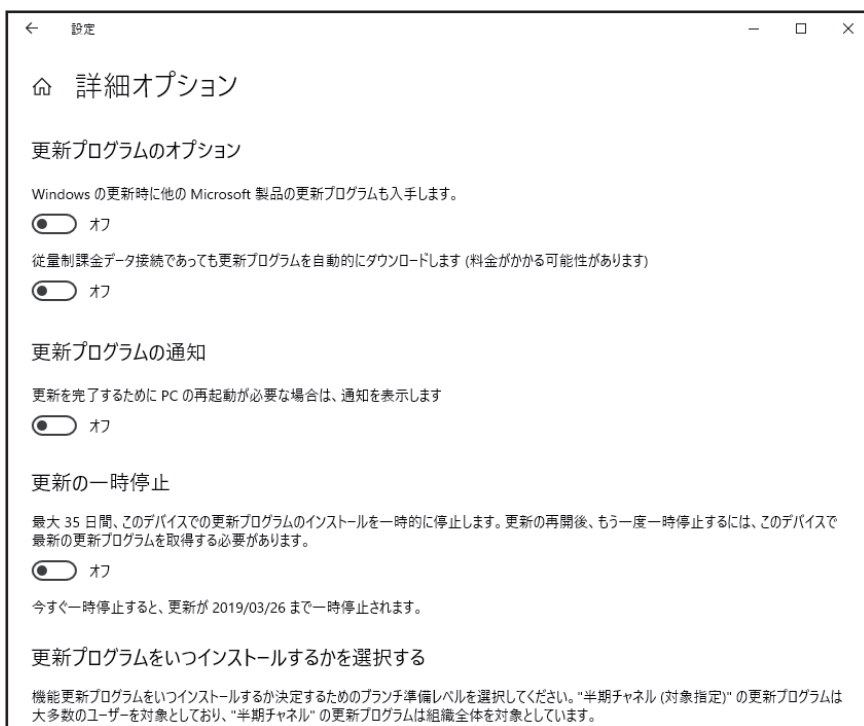 設定
詳細オプション
更新プログラムのオプション
Windows の更新時に他の Microsoft 製品の更新プログラムも入手します。
オフ
従量制課金データ接続であっても更新プログラムを自動的にダウンロードします (料金がかかる可能性があります)
オフ
更新プログラムの通知
更新を完了するために PC の再起動が必要な場合は、通知を表示します
オフ
更新の一時停止
最大 35 日間、このデバイスでの更新プログラムのインストールを一時的に停止します。更新の再開後、もう一度一時停止するには、このデバイスで
最新の更新プログラムを取得する必要があります。
オフ
今すぐ一時停止すると、更新が 2019/03/26 まで一時停止されます。
更新プログラムをいつインストールするかを選択する
機能更新プログラムをいつインストールするか決定するためのブランチ準備レベルを選択してください。"半期チャネル (対象指定)" の更新プログラムは
大多数のユーザーを対象としており、"半期チャネル" の更新プログラムは組織全体を対象としています。